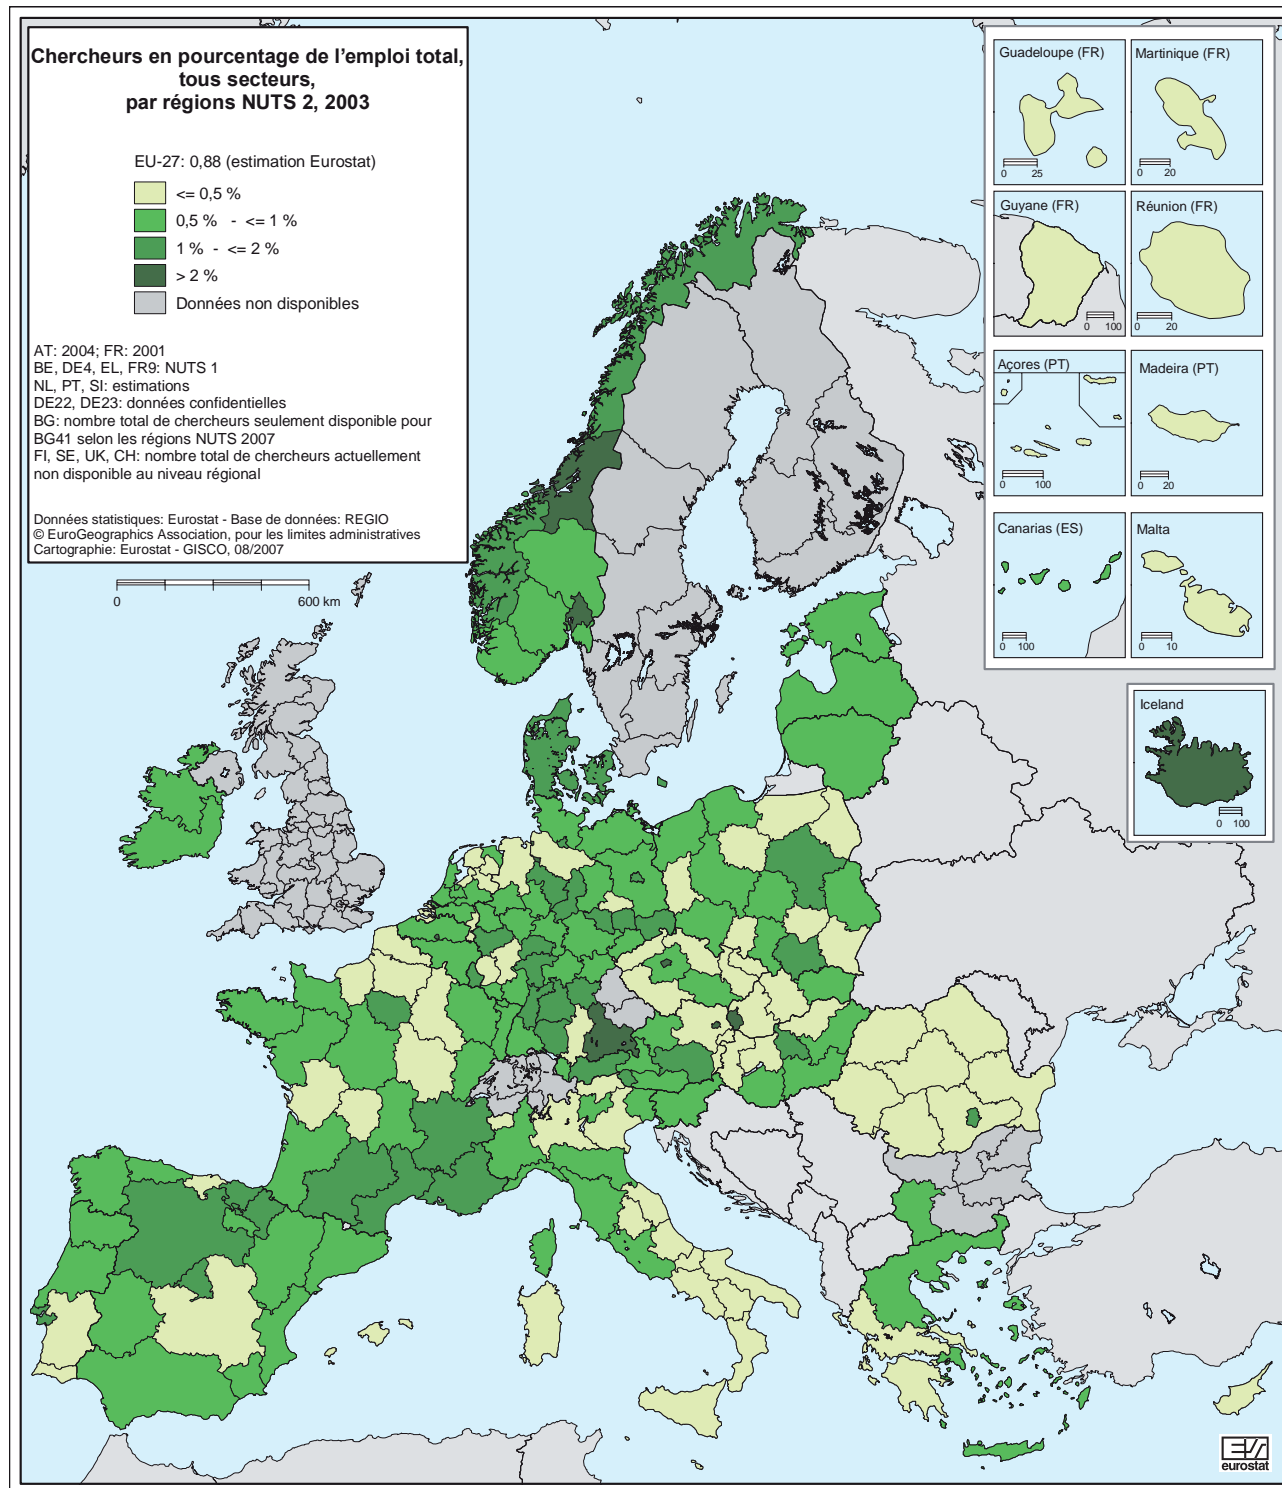 Chercheurs en pourcentage de l'emploi total,
tous secteurs,
par régions NUTS 2, 2003
EU-27: 0,88 (estimation Eurostat)
<= 0,5 %
0,5 % - <= 1 %
1 % - <= 2 %
> 2 %
Données non disponibles
AT: 2004; FR: 2001
BE, DE4, EL, FR9: NUTS 1
NL, PT, SI: estimations
DE22, DE23: données confidentielles
BG: nombre total de chercheurs seulement disponible pour
BG41 selon les régions NUTS 2007
FI, SE, UK, CH: nombre total de chercheurs actuellement
non disponible au niveau régional
Données statistiques: Eurostat - Base de données: REGIO
© EuroGeographics Association, pour les limites administratives
Cartographie: Eurostat - GISCO, 08/2007
0 600 km
Guadeloupe (FR)
0 25
Martinique (FR)
0 20
Guyane (FR)
0 100
Réunion (FR)
0 20
Açores (PT)
0 100
Madeira (PT)
0 20
Canarias (ES)
0 100
Malta
0 10
Iceland
0 100
eurostat